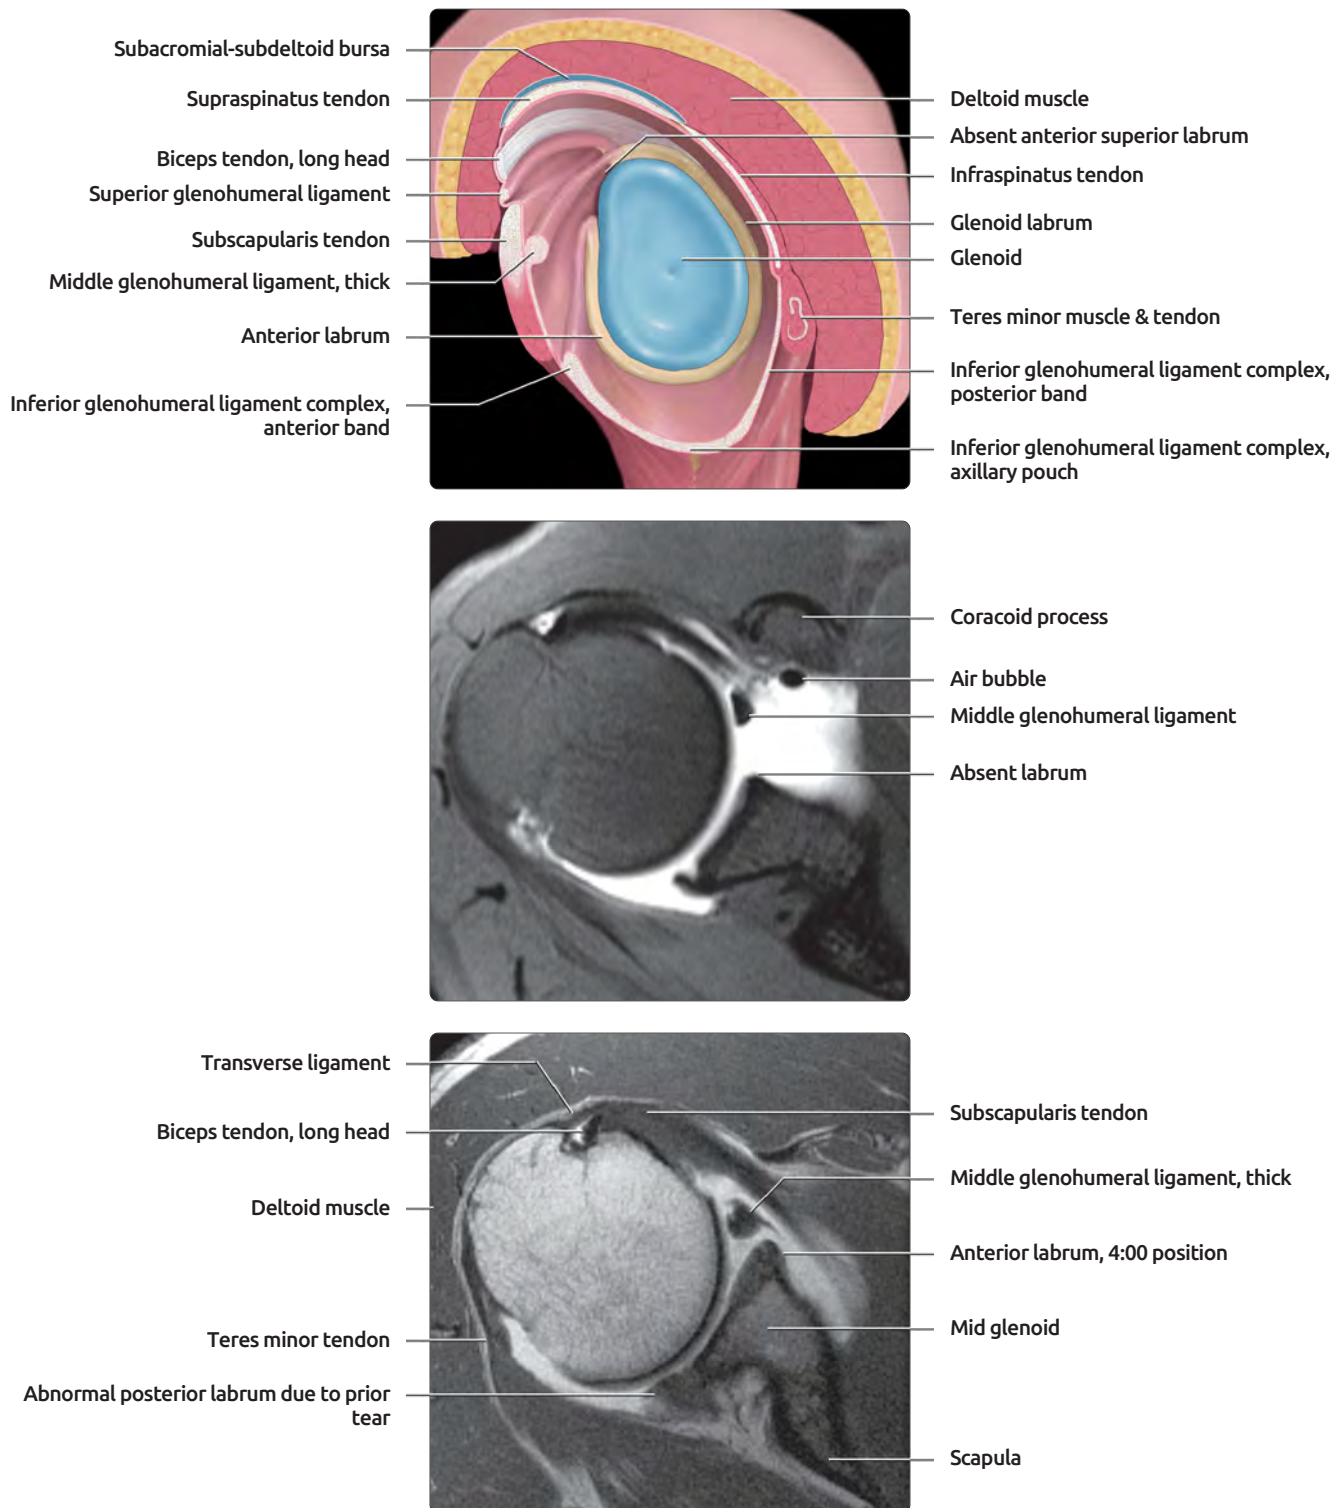 Subacromial-subdeltoid bursa
Supraspinatus tendon
Biceps tendon, long head
Superior glenohumeral ligament
Subscapularis tendon
Middle glenohumeral ligament, thick
Anterior labrum
Inferior glenohumeral ligament complex,
anterior band
Deltoid muscle
Absent anterior superior labrum
Infraspinatus tendon
Glenoid labrum
Glenoid
Teres minor muscle & tendon
Inferior glenohumeral ligament complex,
posterior band
Inferior glenohumeral ligament complex,
axillary pouch
Coracoid process
Air bubble
Middle glenohumeral ligament
Absent labrum
Transverse ligament
Biceps tendon, long head
Deltoid muscle
Teres minor tendon
Abnormal posterior labrum due to prior
tear
Subscapularis tendon
Middle glenohumeral ligament, thick
Anterior labrum, 4:00 position
Mid glenoid
Scapula